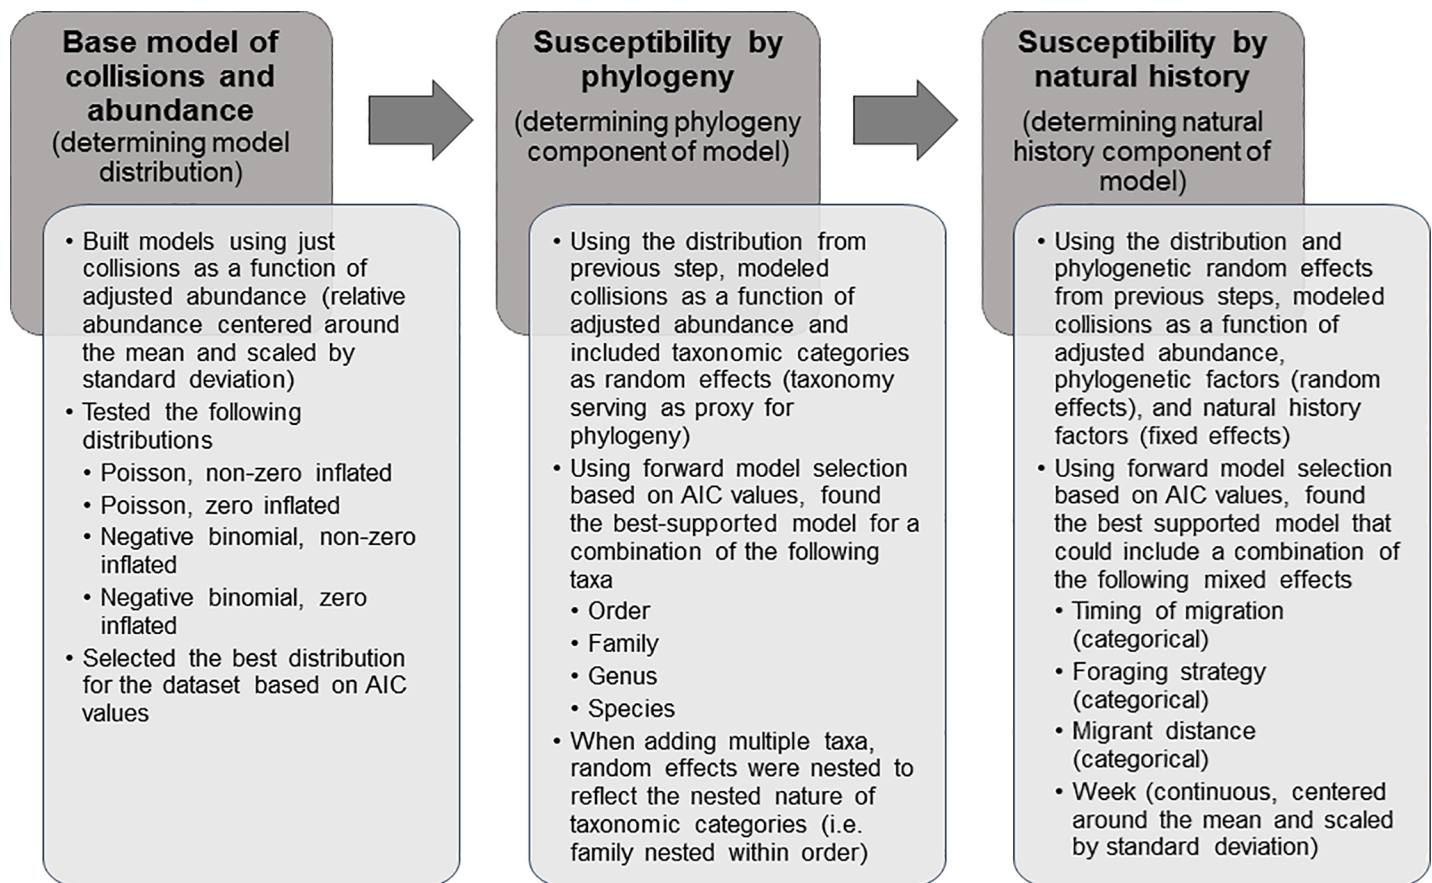 Base model of
collisions and
abundance
(determining model
distribution)
• Built models using just
collisions as a function of
adjusted abundance (relative
abundance centered around
the mean and scaled by
standard deviation)
• Tested the following
distributions
• Poisson, non-zero inflated
• Poisson, zero inflated
• Negative binomial, non-zero
inflated
• Negative binomial, zero
inflated
• Selected the best distribution
for the dataset based on AIC
values
Susceptibility by
phylogeny
(determining phylogeny
component of model)
• Using the distribution from
previous step, modeled
collisions as a function of
adjusted abundance and
included taxonomic categories
as random effects (taxonomy
serving as proxy for
phylogeny)
• Using forward model selection
based on AIC values, found
the best-supported model for a
combination of the following
taxa
• Order
• Family
• Genus
• Species
• When adding multiple taxa,
random effects were nested to
reflect the nested nature of
taxonomic categories (i.e.
family nested within order)
Susceptibility by
natural history
(determining natural
history component of
model)
• Using the distribution and
phylogenetic random effects
from previous steps, modeled
collisions as a function of
adjusted abundance,
phylogenetic factors (random
effects), and natural history
factors (fixed effects)
• Using forward model selection
based on AIC values, found
the best supported model that
could include a combination of
the following mixed effects
• Timing of migration
(categorical)
• Foraging strategy
(categorical)
• Migrant distance
(categorical)
• Week (continuous, centered
around the mean and scaled
by standard deviation)